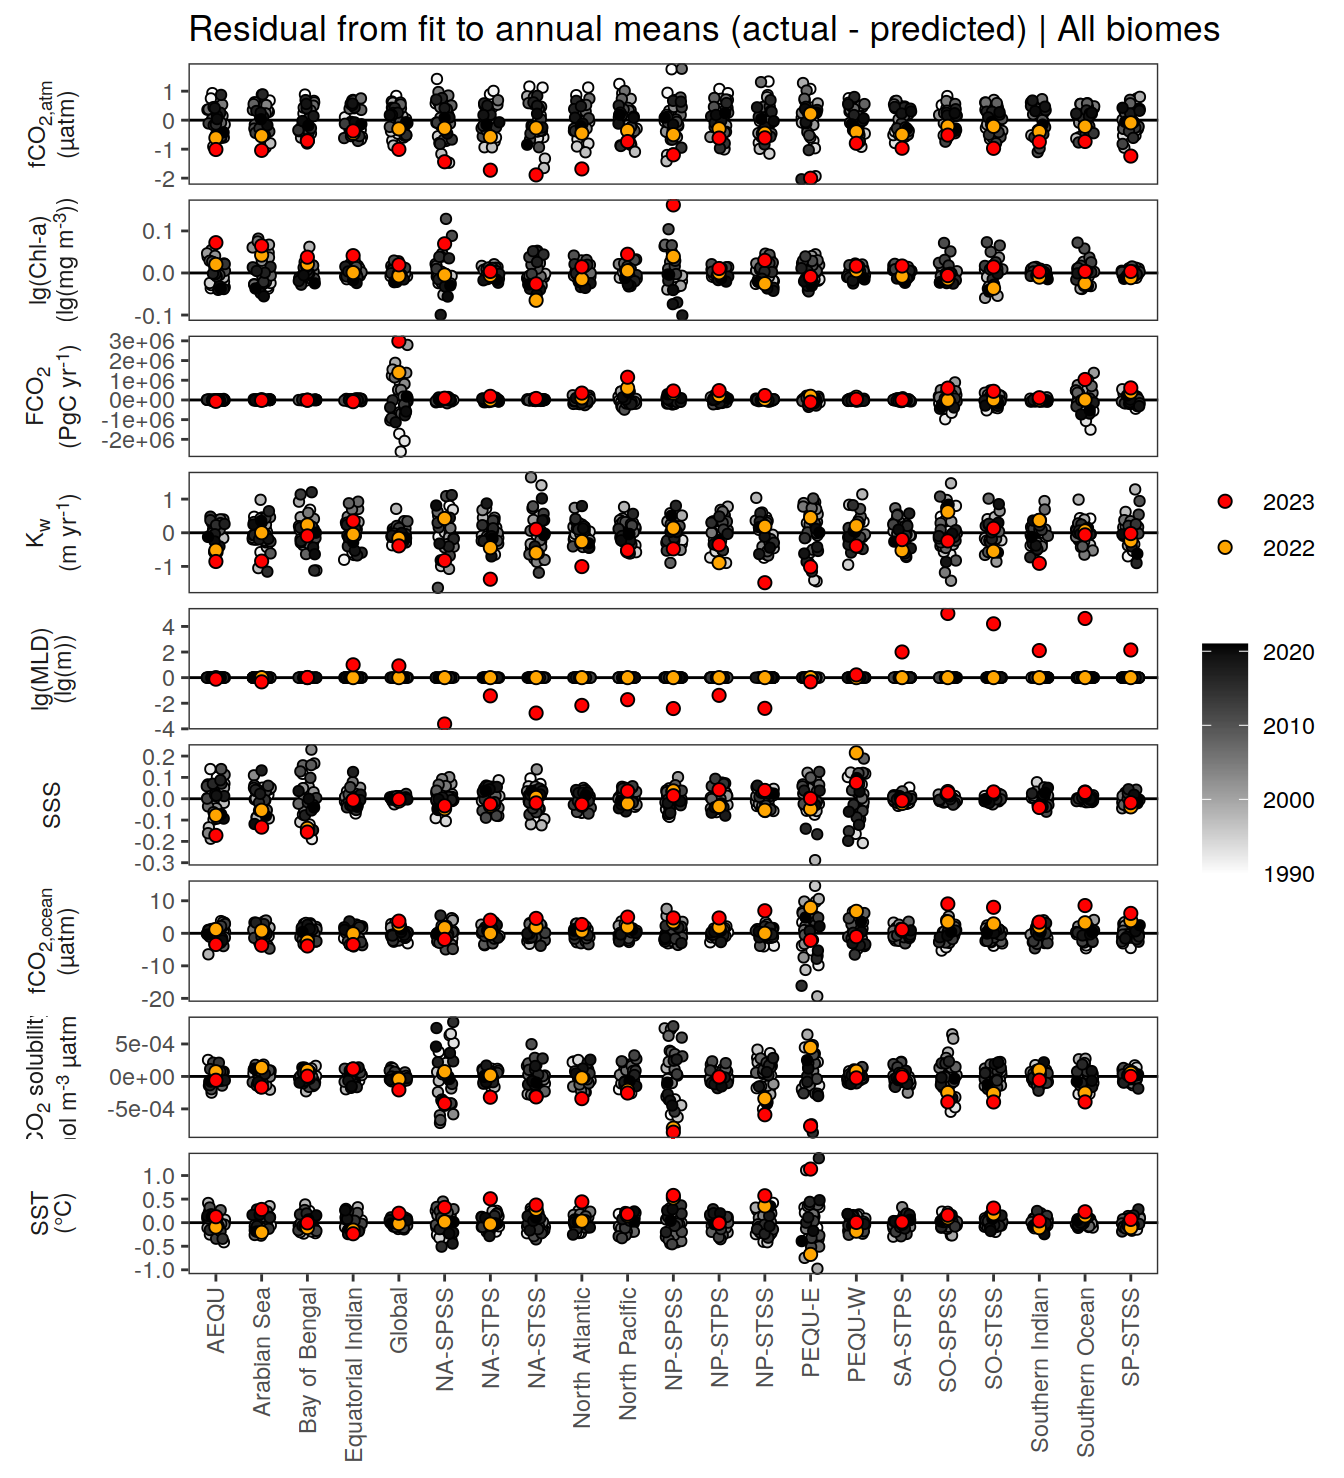 Residual from fit to annual means (actual - predicted) | All biomes
fCO2,atm
(µatm)
1
0
-1
-2
lg(Chl-a)
(lg(mg m-3))
0.1
0.0
-0.1
FCO2
(PgC yr-1)
3e+06
2e+06
1e+06
0e+00
-1e+06
-2e+06
Kw
(m yr-1)
1
0
-1
lg(MLD)
(lg(m))
4
2
0
-2
-4
SSS
0.2
0.1
0.0
-0.1
-0.2
-0.3
fCO2,ocean
(µatm)
10
0
-10
-20
CO2 solubility
ol m-3 µatm
5e-04
0e+00
-5e-04
SST
(°C)
1.0
0.5
0.0
-0.5
-1.0
AEQU
Arabian Sea
Bay of Bengal
Equatorial Indian
Global
NA-SPSS
NA-STPS
NA-STSS
North Atlantic
North Pacific
NP-SPSS
NP-STPS
NP-STSS
PEQU-E
PEQU-W
SA-STPS
SO-SPSS
SO-STSS
Southern Indian
Southern Ocean
SP-STSS
2023
2022
2020
2010
2000
1990